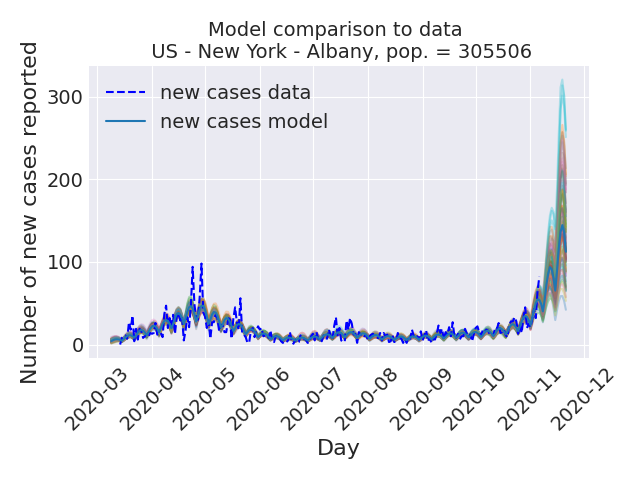 Model comparison to data
US - New York - Albany, pop. = 305506
Number of new cases reported
300
200
100
0
new cases data
new cases model
2020-03
2020-04
2020-05
2020-06
2020-07
2020-08
2020-09
2020-10
2020-11
2020-12
Day